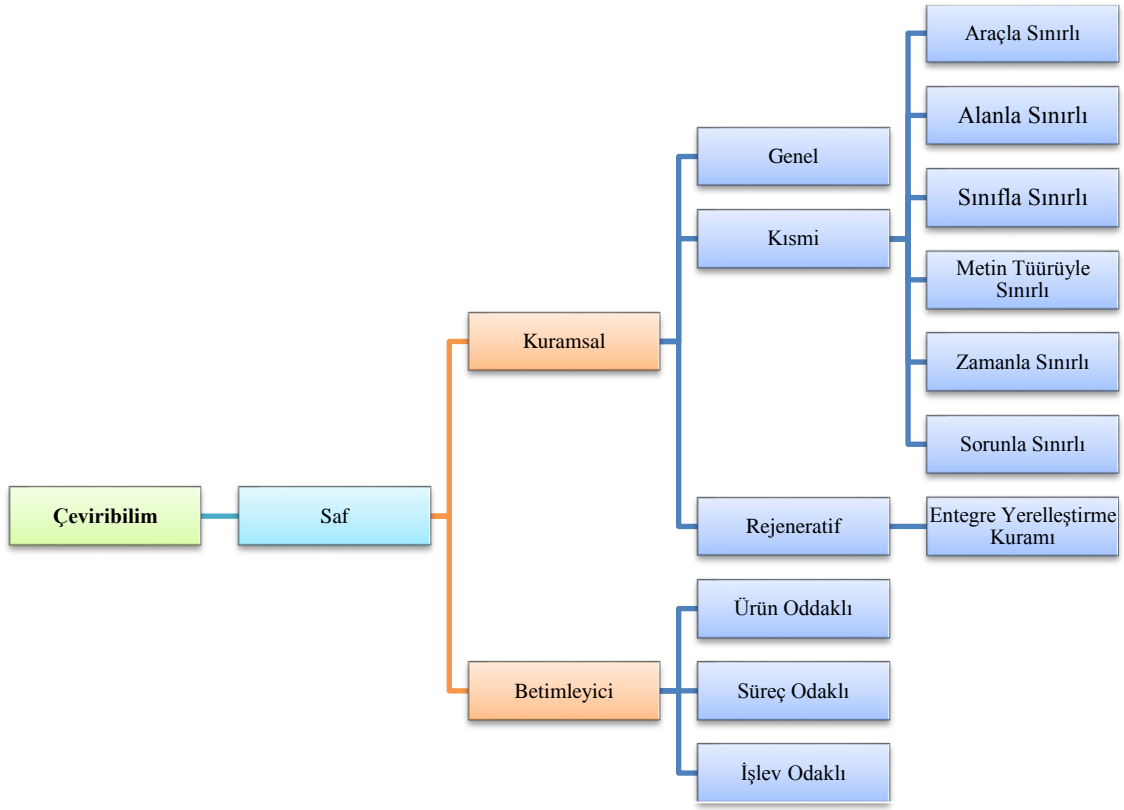 Araçla Sınırlı
Alanla Sınırlı
Genel
Sınıfla Sınırlı
Kısmi
Metin Tüürüyle
Sınırlı
Kuramsal
Zamanla Sınırlı
Sorunla Sınırlı
Çeviribilim
Saf
Rejeneratif
Entegre Yerelleştirme
Kuramı
Ürün Oddaklı
Betimleyici
Süreç Odaklı
İşlev Odaklı